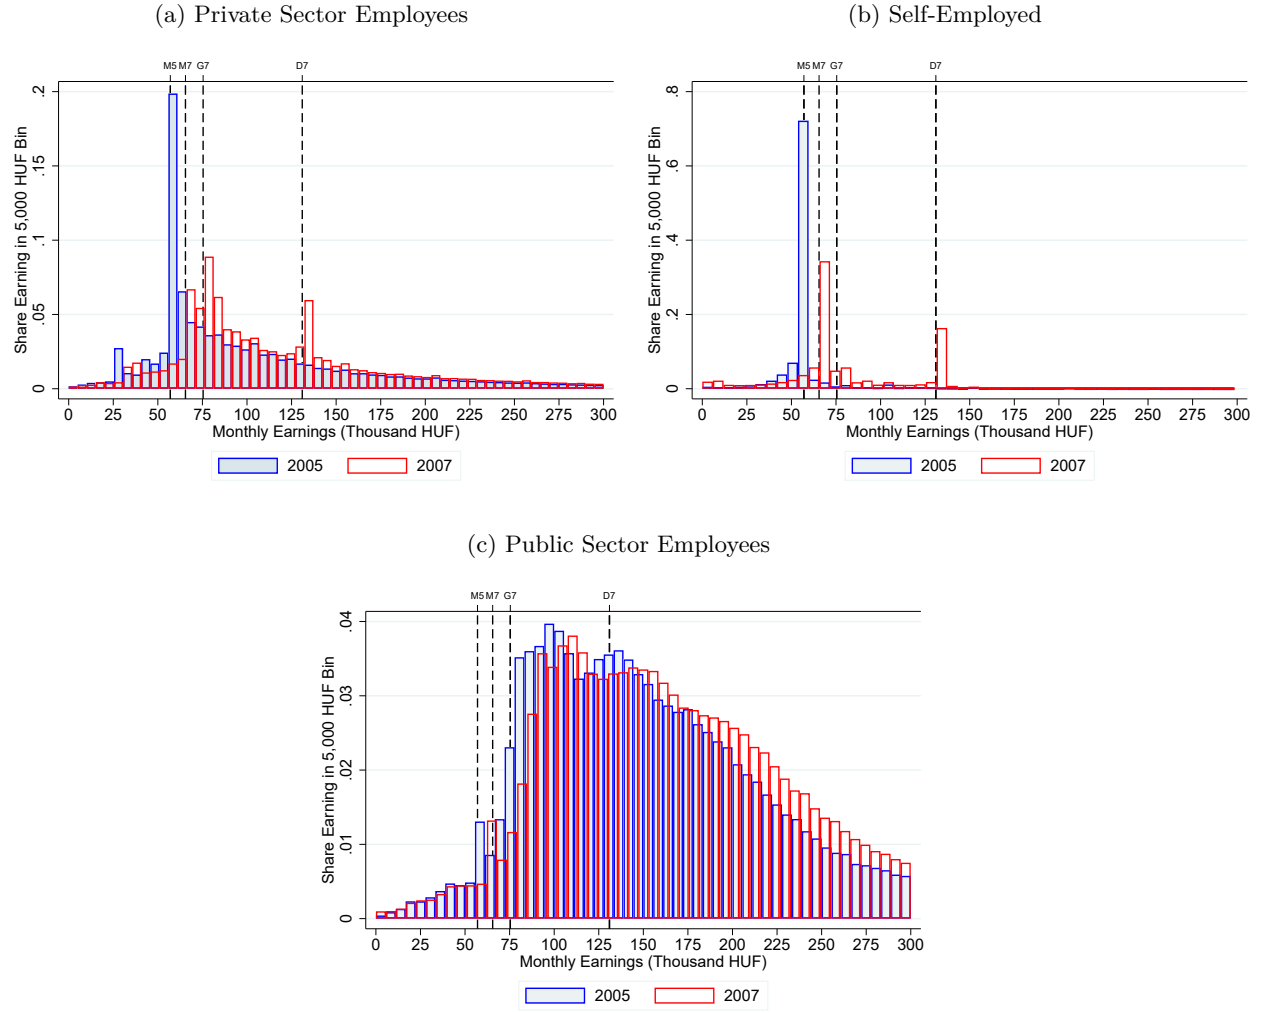 (a) Private Sector Employees
M5 M7 G7 D7
Share Earning in 5,000 HUF Bin
.2
.15
.1
.05
0
0 25 50 75 100 125 150 175 200 225 250 275 300
Monthly Earnings (Thousand HUF)
2005 2007
(b) Self-Employed
M5 M7 G7 D7
Share Earning in 5,000 HUF Bin
.8
.6
.4
.2
0
0 25 50 75 100 125 150 175 200 225 250 275 300
Monthly Earnings (Thousand HUF)
2005 2007
(c) Public Sector Employees
M5 M7 G7 D7
Share Earning in 5,000 HUF Bin
.04
.03
.02
.01
0
0 25 50 75 100 125 150 175 200 225 250 275 300
Monthly Earnings (Thousand HUF)
2005 2007